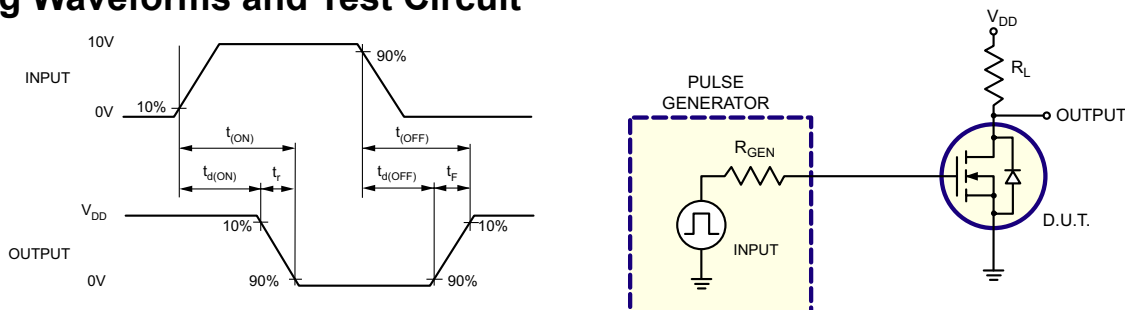 g Waveforms and Test Circuit
10V
INPUT
0V
10%
90%
t(ON)
t(OFF)
td(ON)
tr
td(OFF)
tF
VDD
OUTPUT
0V
10%
90%
10%
90%
VDD
RL
OUTPUT
PULSE
GENERATOR
RGEN
INPUT
D.U.T.